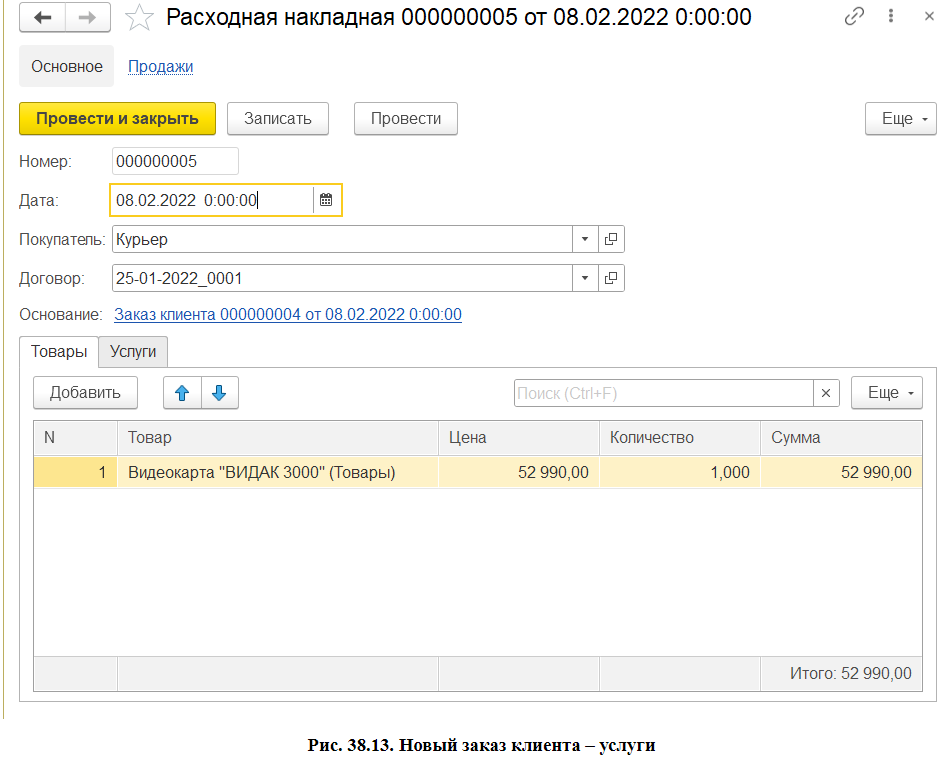 Расходная накладная 000000005 от 08.02.2022 0:00:00
Основное Продажи
Провести и закрыть Записать Провести Еще
Номер: 000000005
Дата: 08.02.2022 0:00:00
Покупатель: Курьер
Договор: 25-01-2022_0001
Основание: Заказ клиента 000000004 от 08.02.2022 0:00:00
Товары Услуги
Добавить Поиск (Ctrl+F) × Еще
N Товар Цена Количество Сумма
1 Видеокарта "ВИДАК 3000" (Товары) 52 990,00 1,000 52 990,00
Итого: 52 990,00
Рис. 38.13. Новый заказ клиента – услуги